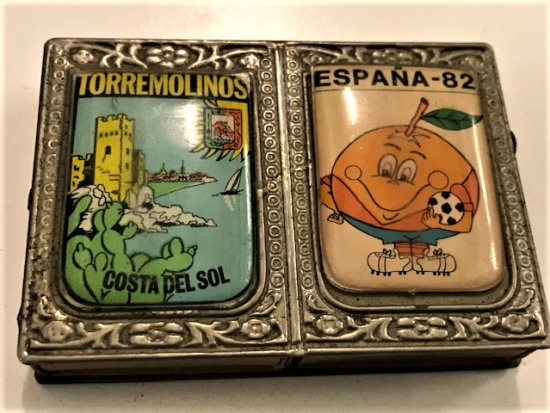 TORREMOLINOS
COSTA DEL SOL
ESPAÑA-82